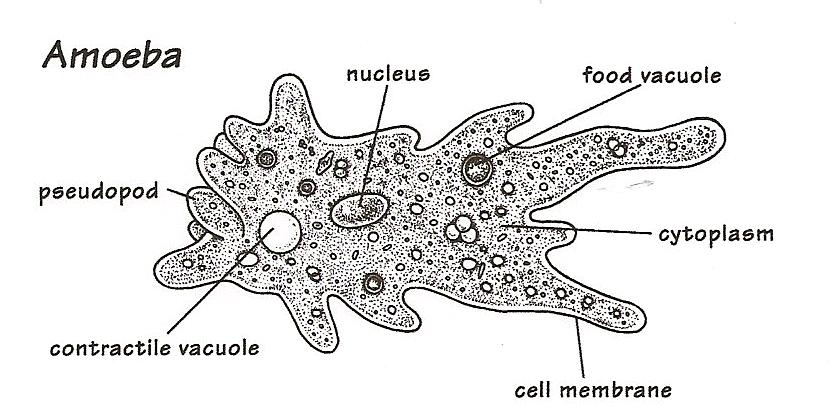 Amoeba
nucleus
food vacuole
pseudopod
cytoplasm
contractile vacuole
cell membrane